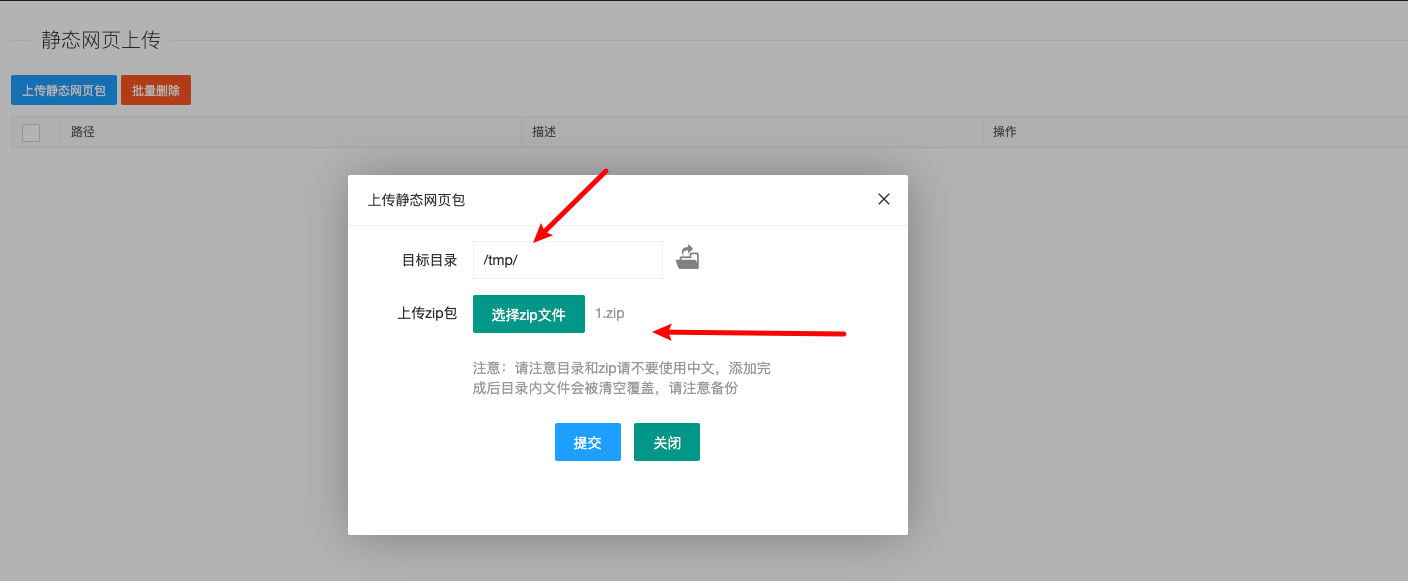 静态网页上传
上传静态网页包 批量删除
路径 描述 操作
上传静态网页包
目标目录 /tmp/
上传zip包 选择zip文件 1.zip
注意：请注意目录和zip请不要使用中文，添加完
成后目录内文件会被清空覆盖，请注意备份
提交 关闭